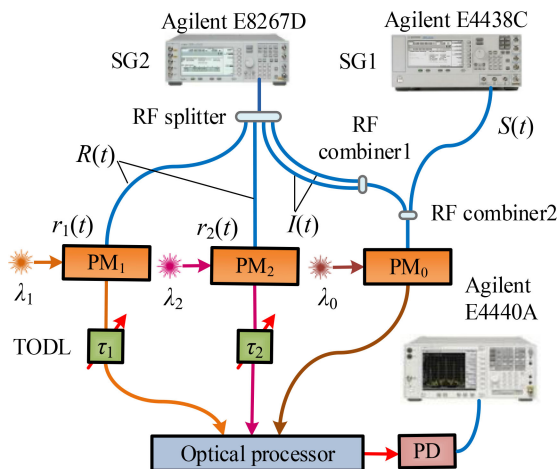 Agilent E8267D
Agilent E4438C
SG2
SG1
RF splitter
S(t)
RF
combiner1
R(t)
I(t)
RF combiner2
r₁(t)
r₂(t)
PM₁
PM₂
PM₀
λ₁
λ₂
λ₀
Agilent
E4440A
TODL
τ₁
τ₂
Optical processor
PD